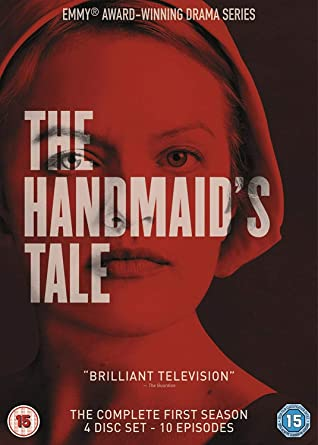 EMMY® AWARD-WINNING DRAMA SERIES
THE
HANDMAID'S
TALE
"BRILLIANT TELEVISION"
— The Guardian
THE COMPLETE FIRST SEASON
4 DISC SET - 10 EPISODES
15
15